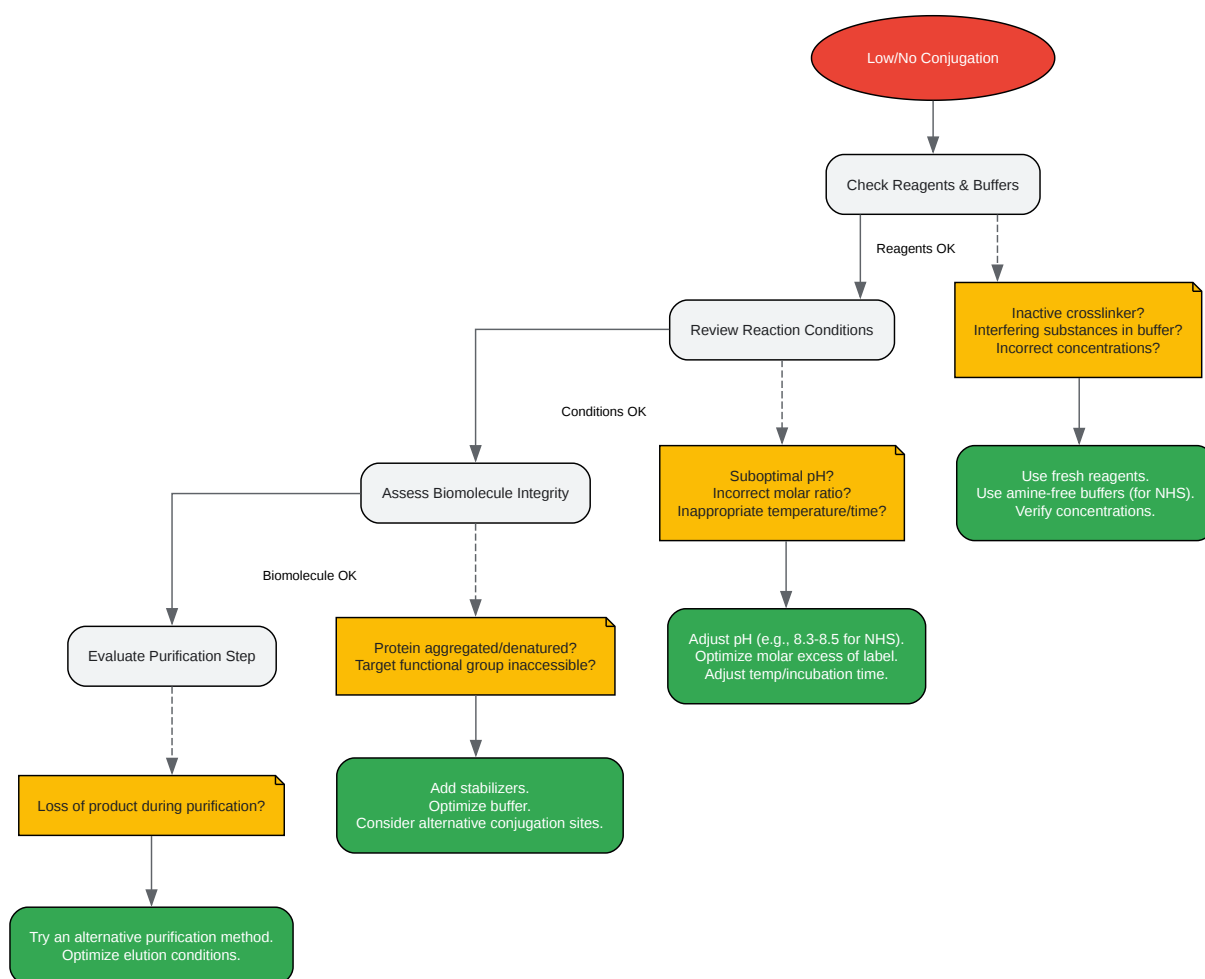 Low/No Conjugation
Check Reagents & Buffers
Reagents OK
Inactive crosslinker?
Interfering substances in buffer?
Incorrect concentrations?
Review Reaction Conditions
Conditions OK
Use fresh reagents.
Use amine-free buffers (for NHS).
Verify concentrations.
Suboptimal pH?
Incorrect molar ratio?
Inappropriate temperature/time?
Assess Biomolecule Integrity
Biomolecule OK
Adjust pH (e.g., 8.3-8.5 for NHS).
Optimize molar excess of label.
Adjust temp/incubation time.
Protein aggregated/denatured?
Target functional group inaccessible?
Evaluate Purification Step
Add stabilizers.
Optimize buffer.
Consider alternative conjugation sites.
Loss of product during purification?
Try an alternative purification method.
Optimize elution conditions.